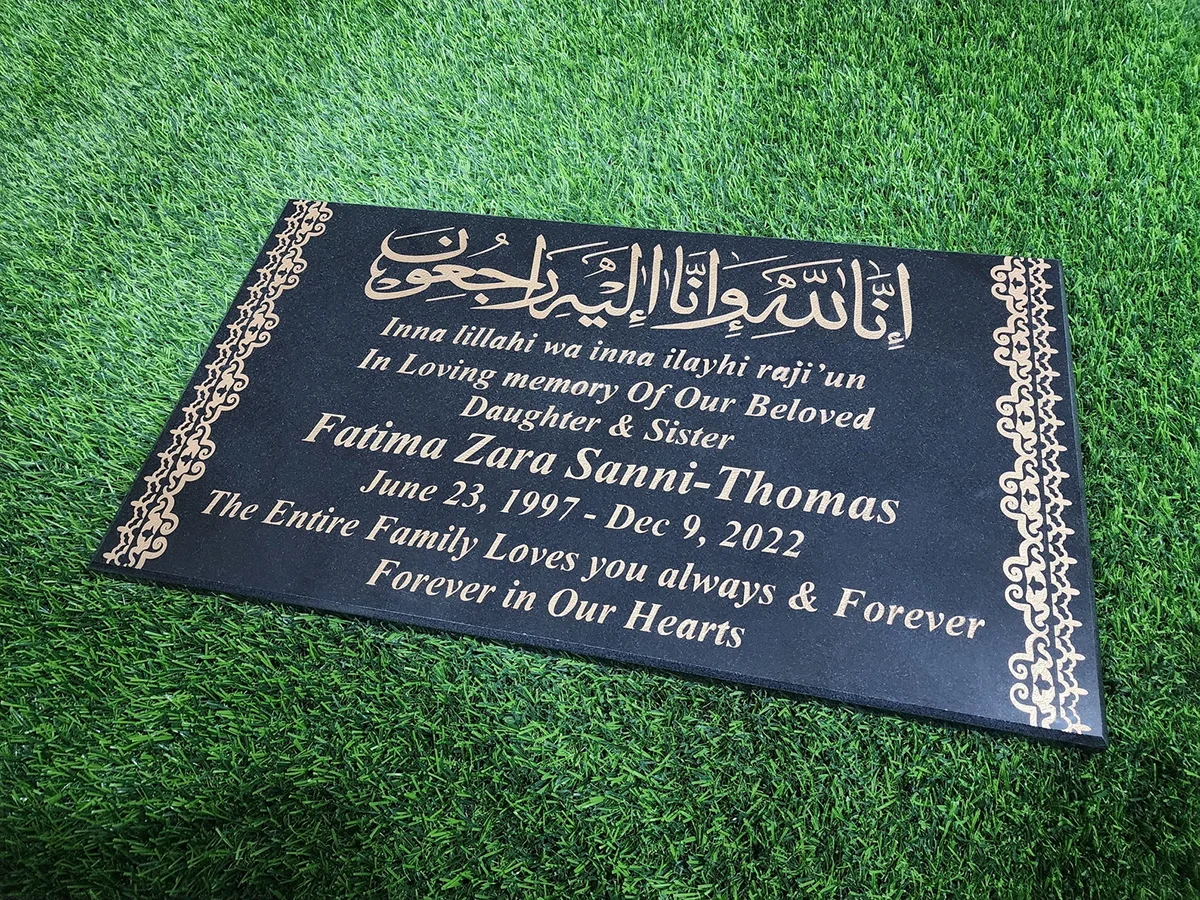 إِنَّا لِلَّٰهِ وَإِنَّا إِلَيْهِ رَاجِعُونَ
Inna lillahi wa inna ilayhi raji'un
In Loving memory Of Our Beloved
Daughter & Sister
Fatima Zara Sanni-Thomas
June 23, 1997 - Dec 9, 2022
The Entire Family Loves you always & Forever
Forever in Our Hearts